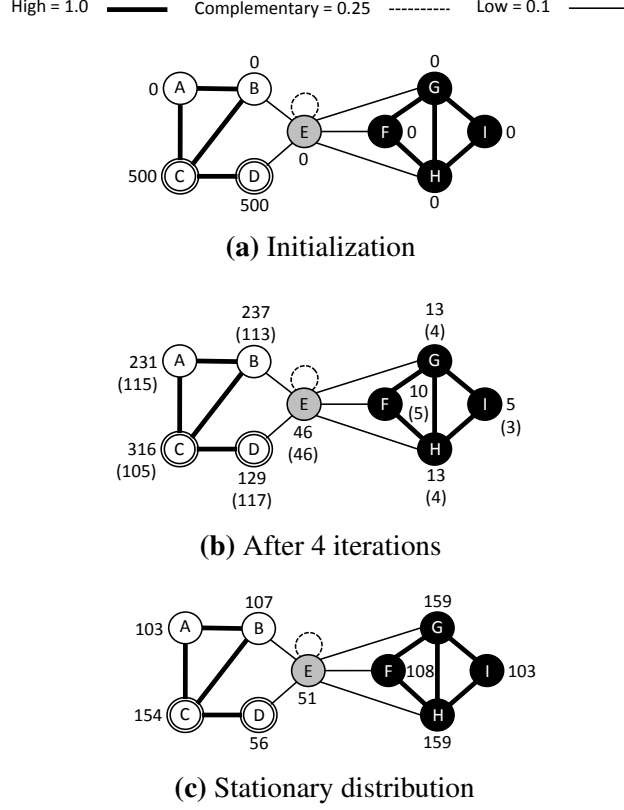 High = 1.0 Complementary = 0.25 Low = 0.1
0
0 A B G
E F 0 I 0
0
500 C D H
500 0
(a) Initialization
237 13
(113) (4)
231 A B G
(115)
E F 10 I 5
46 (5) (3)
(46)
316 C D H
(105) 129 13
(117) (4)
(b) After 4 iterations
107 159
103 A B G
E F 108 I 103
51
154 C D H
56 159
(c) Stationary distribution